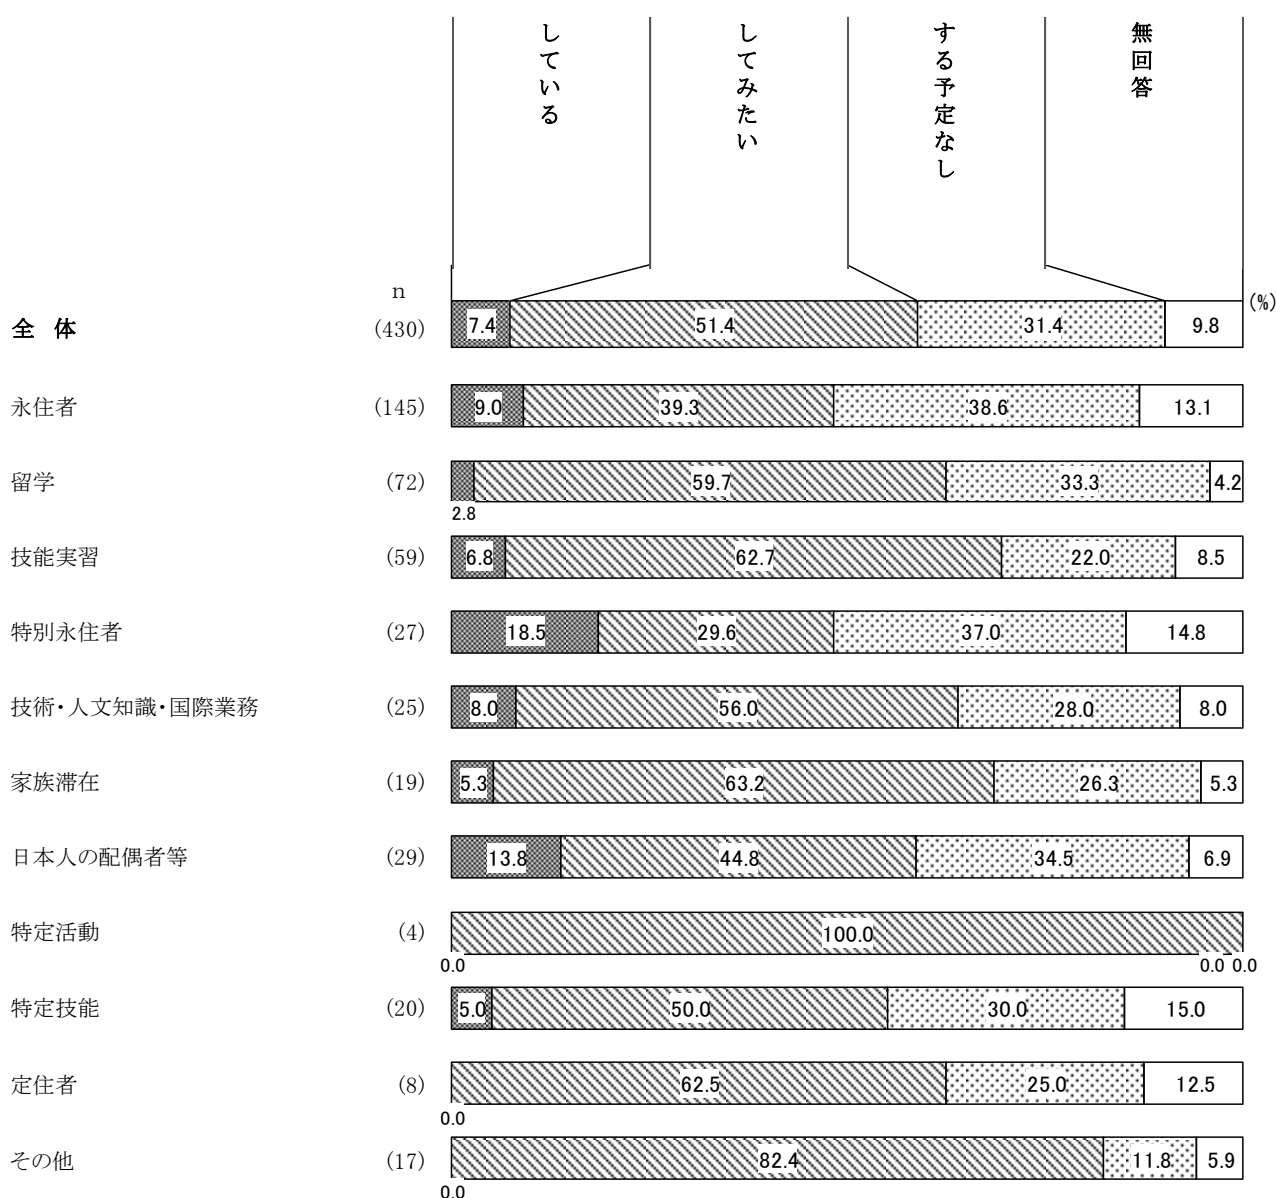 している
してみたい
する予定なし
無回答
n
(%)
全 体 (430) 7.4 51.4 31.4 9.8
永住者 (145) 9.0 39.3 38.6 13.1
留学 (72) 59.7 33.3 4.2
2.8
技能実習 (59) 6.8 62.7 22.0 8.5
特別永住者 (27) 18.5 29.6 37.0 14.8
技術・人文知識・国際業務 (25) 8.0 56.0 28.0 8.0
家族滞在 (19) 5.3 63.2 26.3 5.3
日本人の配偶者等 (29) 13.8 44.8 34.5 6.9
特定活動 (4) 100.0
0.0 0.0 0.0
特定技能 (20) 5.0 50.0 30.0 15.0
定住者 (8) 62.5 25.0 12.5
0.0
その他 (17) 82.4 11.8 5.9
0.0